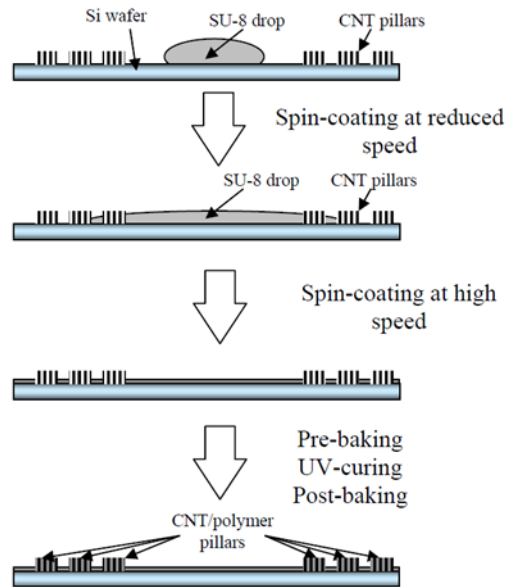 Si wafer
SU-8 drop
CNT pillars
Spin-coating at reduced
speed
SU-8 drop
CNT pillars
Spin-coating at high
speed
Pre-baking
UV-curing
Post-baking
CNT/polymer
pillars